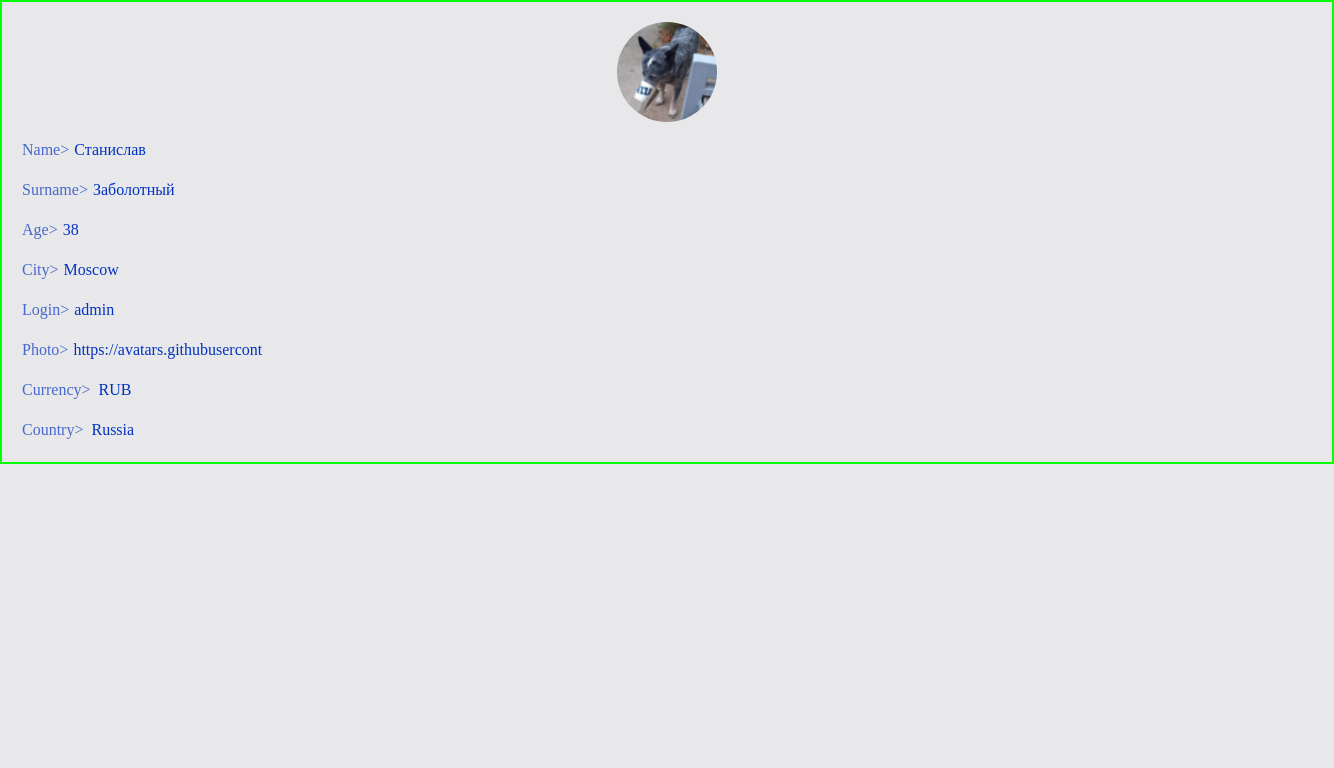 Name> Станислав
Surname> Заболотный
Age> 38
City> Moscow
Login> admin
Photo> https://avatars.githubusercont
Currency> RUB
Country> Russia